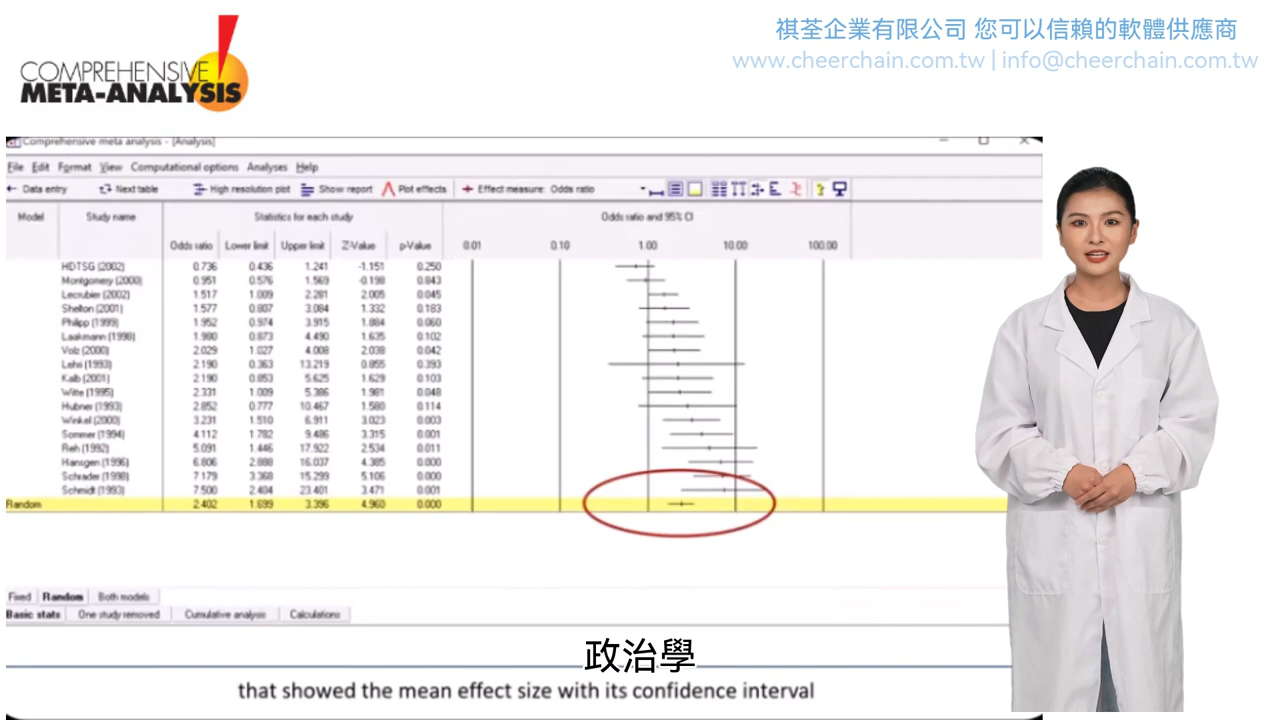 COMPREHENSIVE
META-ANALYSIS
祺荃企業有限公司 您可以信賴的軟體供應商
www.cheerchain.com.tw | info@cheerchain.com.tw
Comprehensive meta analysis - [Analysis]
File Edit Format View Computational options Analyses Help
Data entry Next table High resolution plot Show report Plot effects Effect measure: Odds ratio
Model Study name Statistics for each study Odds ratio and 95% CI
Odds ratio Lower limit Upper limit Z-Value p-Value 0.01 0.10 1.00 10.00 100.00
HDTSG (2002) 0.736 0.436 1.241 -1.151 0.250
Montgomery (2000) 0.951 0.576 1.569 -0.198 0.843
Lecrubier (2002) 1.517 1.009 2.281 2.005 0.045
Shelton (2001) 1.577 0.807 3.084 1.332 0.183
Philipp (1999) 1.952 0.974 3.915 1.884 0.060
Laakmann (1998) 1.980 0.873 4.490 1.635 0.102
Volz (2000) 2.029 1.027 4.008 2.038 0.042
(1993) 2.190 0.363 13.219 0.855 0.393
Kalb (2001) 2.190 0.853 5.625 1.629 0.103
Witte (1995) 2.331 1.009 5.386 1.981 0.048
Hubner (1993) 2.852 0.777 10.467 1.580 0.114
Winkel (2000) 3.231 1.510 6.911 3.023 0.003
Sommer (1994) 4.112 1.782 9.486 3.315 0.001
Reh (1992) 5.091 1.446 17.922 2.534 0.011
Hansgen (1996) 6.806 2.888 16.037 4.385 0.000
Schrader (1998) 7.179 3.368 15.299 5.106 0.000
Schmidt (1993) 7.500 2.404 23.401 3.471 0.001
Random 2.402 1.699 3.396 4.960 0.000
Fixed Random Both models
Basic stats One study removed Cumulative analysis Calculations
政治學
that showed the mean effect size with its confidence interval